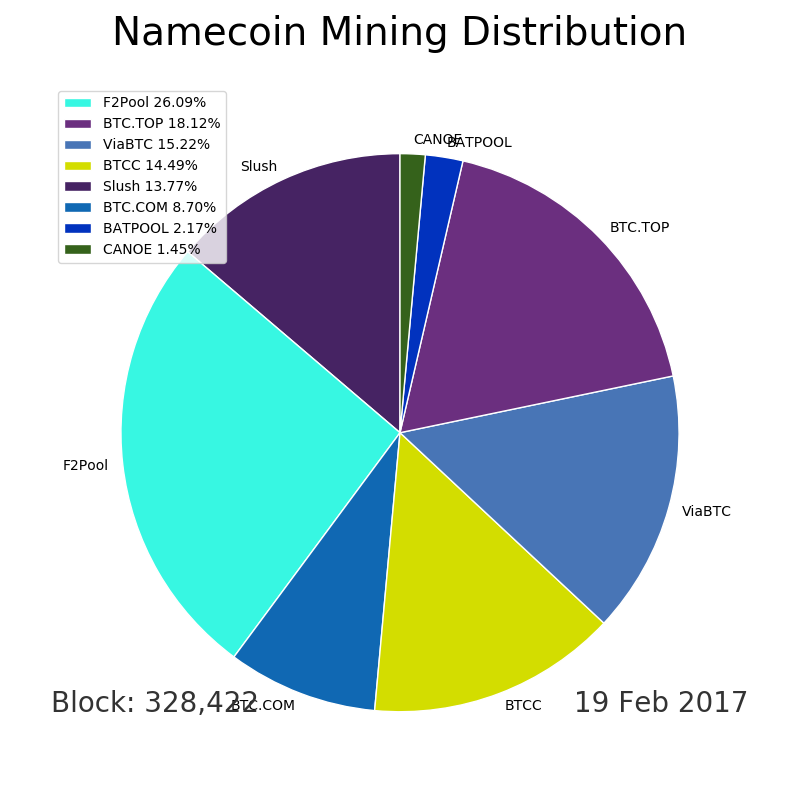 Namecoin Mining Distribution
F2Pool 26.09%
BTC.TOP 18.12%
ViaBTC 15.22%
BTCC 14.49%
Slush 13.77%
BTC.COM 8.70%
BATPOOL 2.17%
CANOE 1.45%
CANOE
BATPOOL
Slush
BTC.TOP
F2Pool
ViaBTC
Block: 328,422
BTC.COM
BTCC
19 Feb 2017